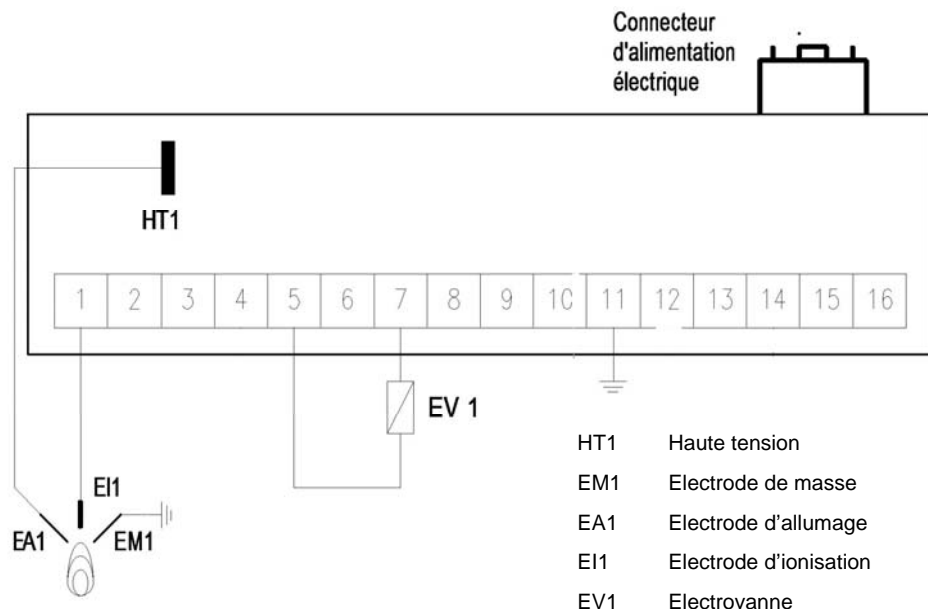 Connecteur
d'alimentation
électrique
HT1
1 2 3 4 5 6 7 8 9 10 11 12 13 14 15 16
EV 1
EI1
EA1 EM1
HT1 Haute tension
EM1 Electrode de masse
EA1 Electrode d'allumage
EI1 Electrode d'ionisation
EV1 Electrovanne